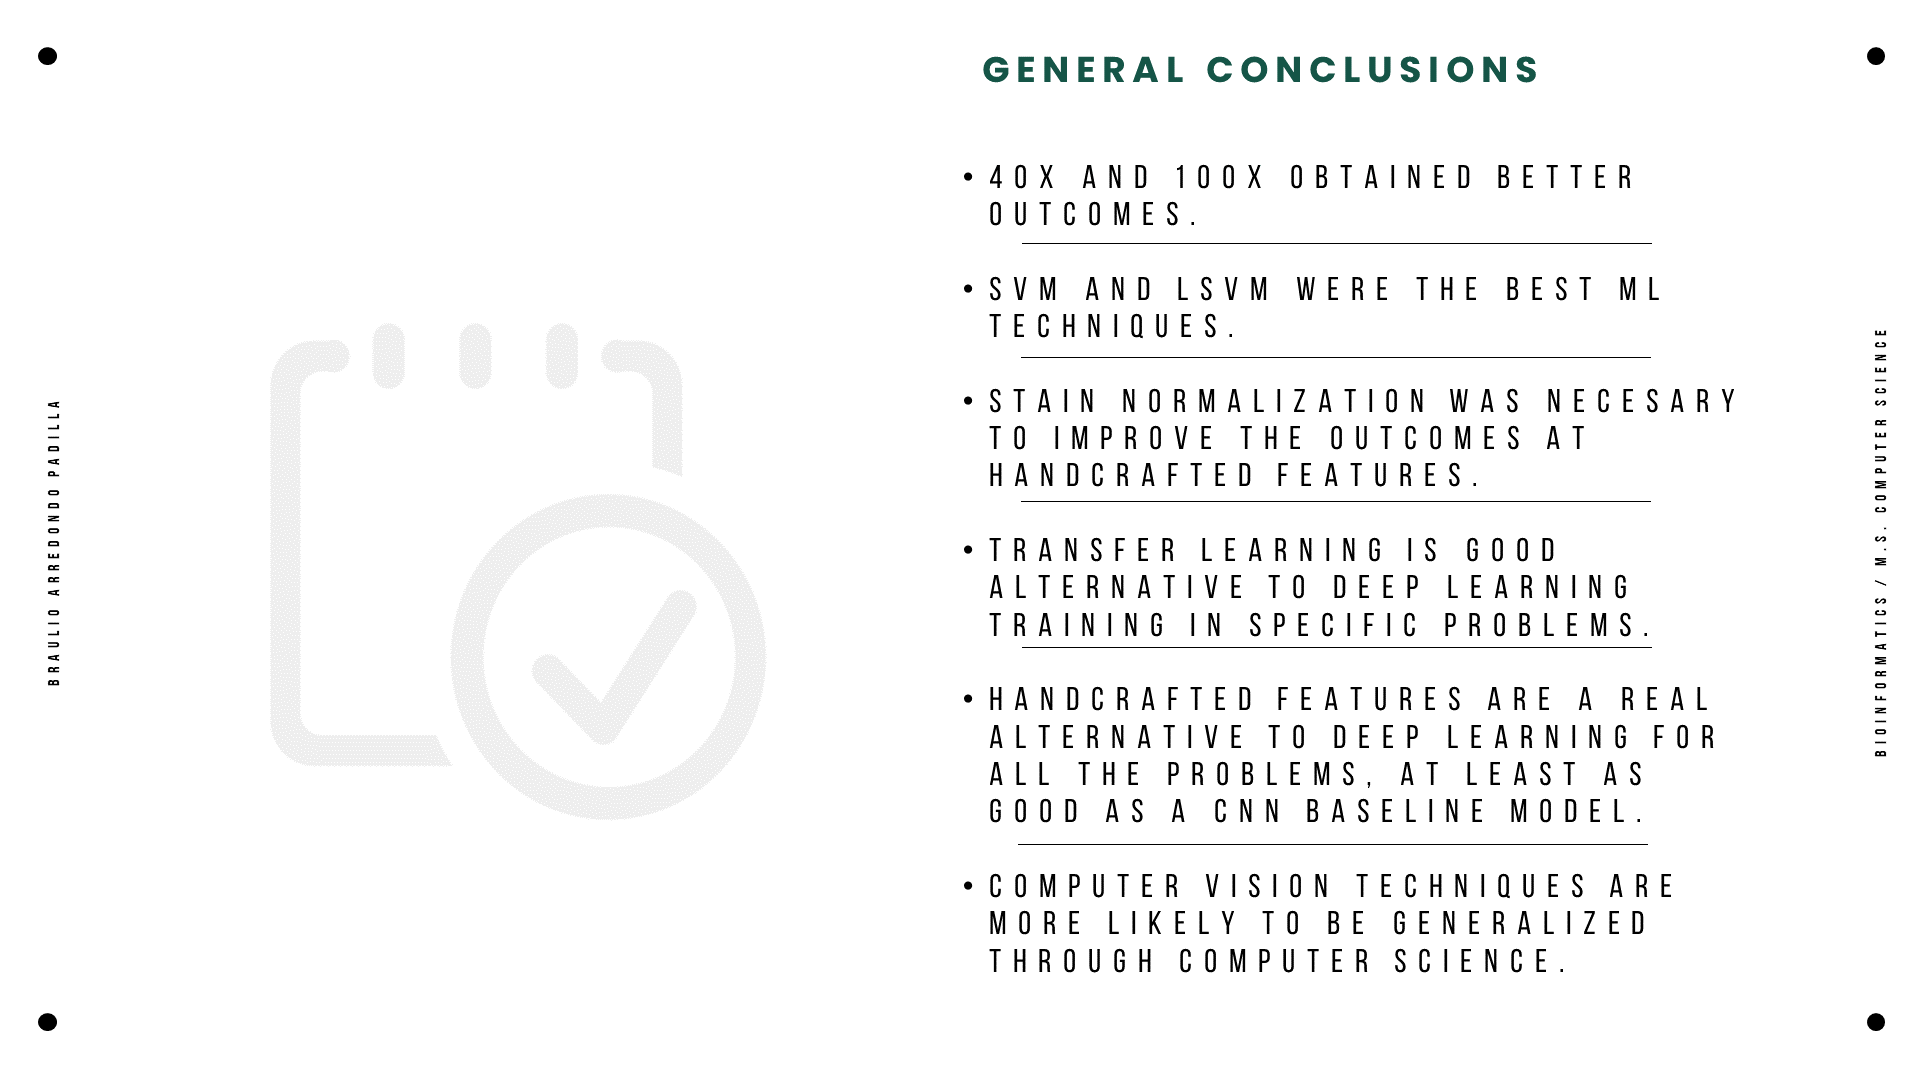 GENERAL CONCLUSIONS
• 40X AND 100X OBTAINED BETTER
OUTCOMES.
• SVM AND LSVM WERE THE BEST ML
TECHNIQUES.
• STAIN NORMALIZATION WAS NECESARY
TO IMPROVE THE OUTCOMES AT
HANDCRAFTED FEATURES.
• TRANSFER LEARNING IS GOOD
ALTERNATIVE TO DEEP LEARNING
TRAINING IN SPECIFIC PROBLEMS.
• HANDCRAFTED FEATURES ARE A REAL
ALTERNATIVE TO DEEP LEARNING FOR
ALL THE PROBLEMS, AT LEAST AS
GOOD AS A CNN BASELINE MODEL.
• COMPUTER VISION TECHNIQUES ARE
MORE LIKELY TO BE GENERALIZED
THROUGH COMPUTER SCIENCE.
BRAULIO ARREDONDO PADILLA
BIOINFORMATICS / M.S. COMPUTER SCIENCE